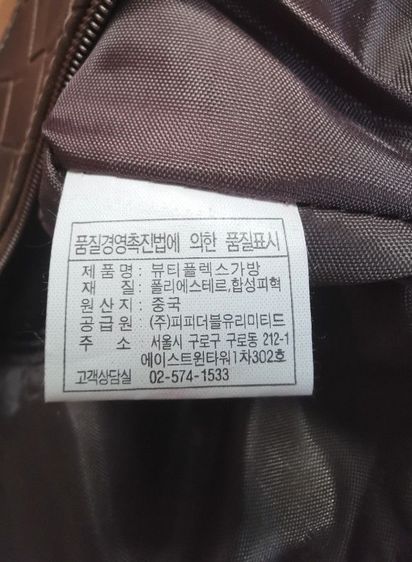 품질경영촉진법에 의한 품질표시
제 품 명 : 뷰티플렉스가방
재 질 : 폴리에스테르,합성피혁
원 산 지 : 중국
공 급 원 : (주)피피더블유리미티드
주 소 : 서울시 구로구 구로동 212-1
에이스트윈타워1차302호
고객상담실 02-574-1533